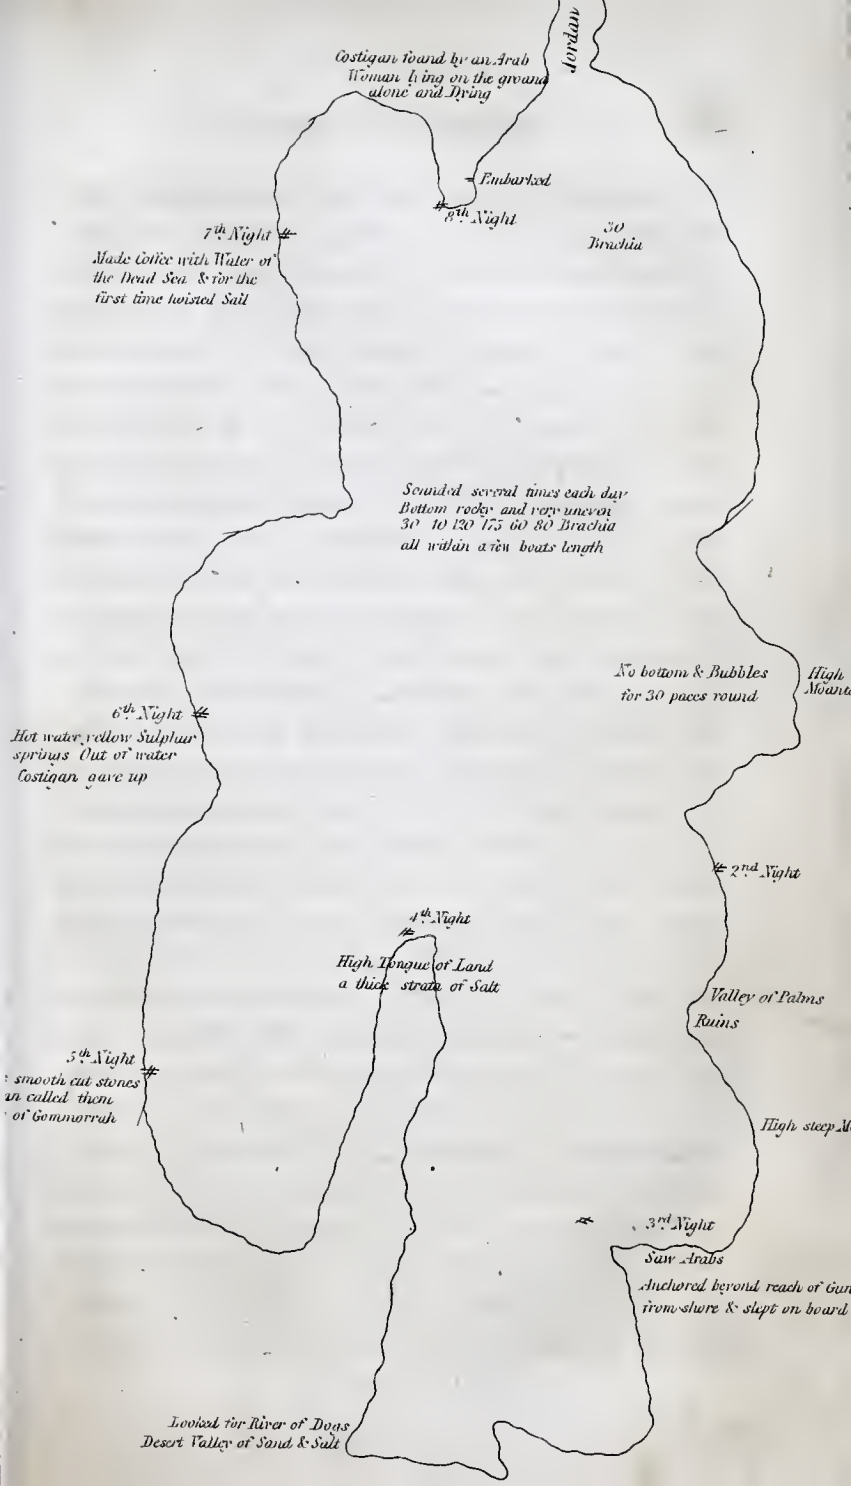 Jordan
Costigan found by an Arab
Woman lying on the ground
alone and Dying
Embarked
8th Night
30
Brachia
7th Night
Made Coffee with Water of
the Dead Sea & for the
first time twisted Sail
Sounded several times each day
Bottom rocky and very uneven
30 40 120 175 60 80 Brachia
all within a few boats length
No bottom & Bubbles
for 30 paces round
High
Mounta
6th Night
Hot water yellow Sulphur
springs Out of water
Costigan gave up
2nd Night
4th Night
High Tongue of Land
a thick strata of Salt
Valley of Palms
Ruins
5th Night
smooth cut stones
an called them
of Gommorrah
High steep M
3rd Night
Saw Arabs
Anchored beyond reach of Gun
from shore & slept on board
Looked for River of Dogs
Desert Valley of Sand & Salt